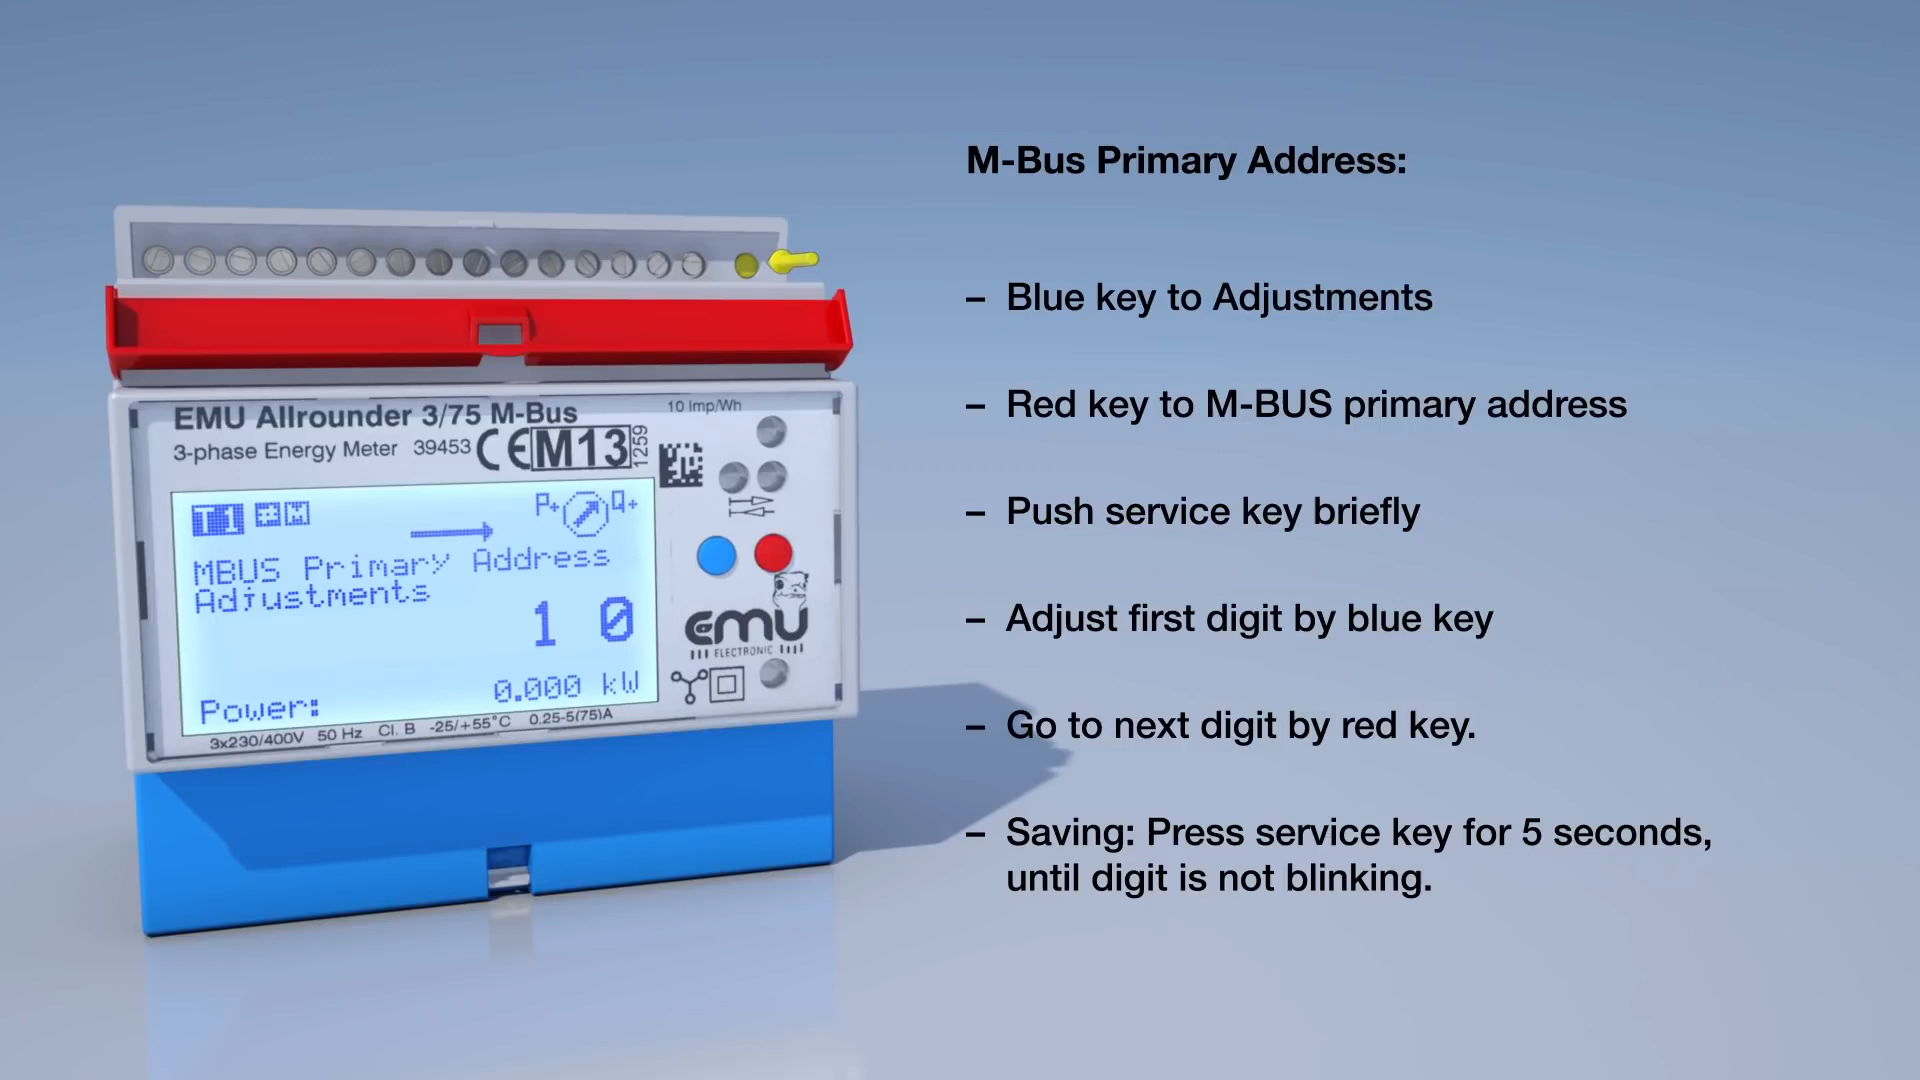 M-Bus Primary Address:
– Blue key to Adjustments
– Red key to M-BUS primary address
– Push service key briefly
– Adjust first digit by blue key
– Go to next digit by red key.
– Saving: Press service key for 5 seconds,
until digit is not blinking.
EMU Allrounder 3/75 M-Bus
10 Imp/Wh
3-phase Energy Meter 39453 CE M13 1259
T1 M
P+ Q+
MBUS Primary Address
Adjustments
1 0
Power: 0.000 kW
3x230/400V 50 Hz Cl. B -25/+55°C 0.25-5(75)A
emu
ELECTRONIC